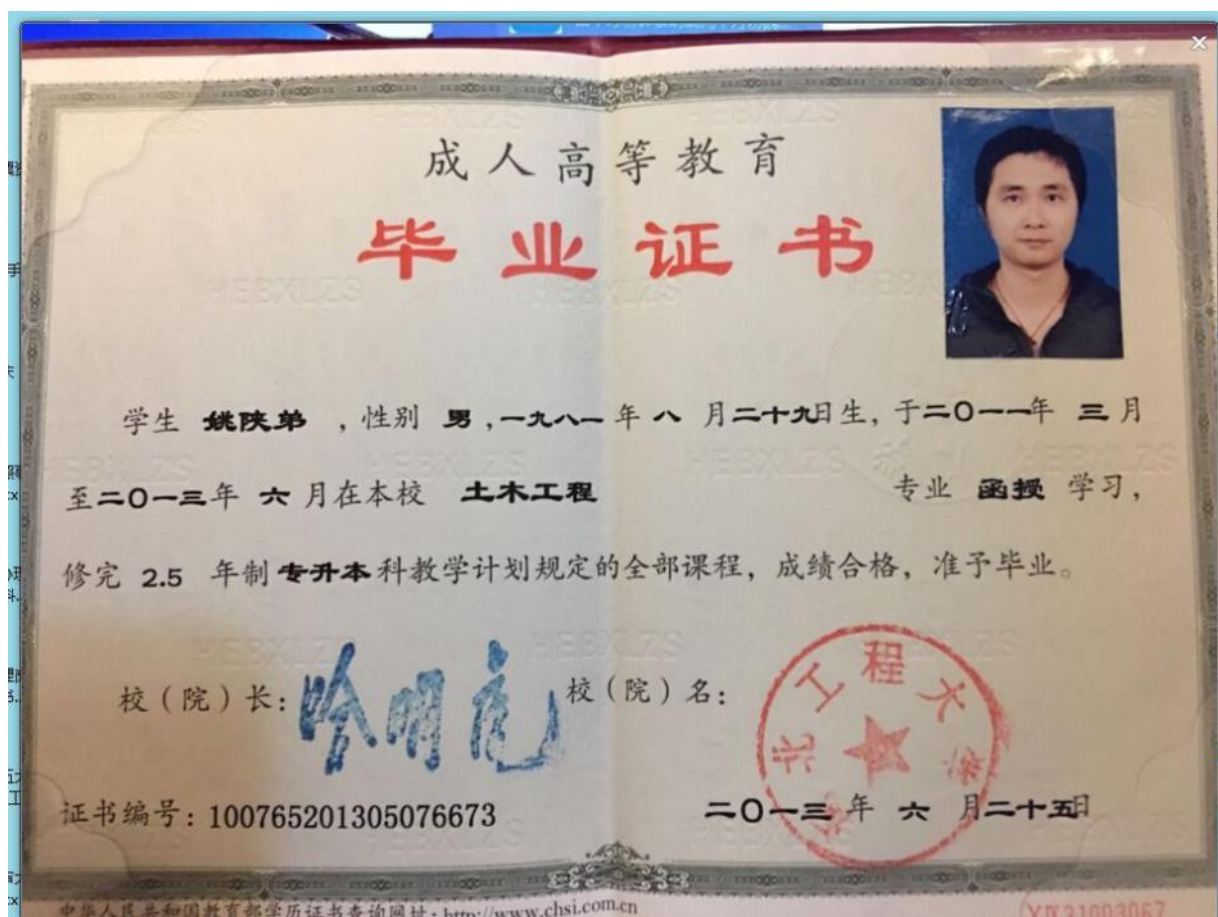 成人高等教育
毕业证书
学生 姚陕弟 ，性别 男，一九八一年 八 月二十九日生，于二〇一一年 三月
至二〇一三年 六 月在本校 土木工程 专业 函授 学习，
修完 2.5 年制 专升本科教学计划规定的全部课程，成绩合格，准予毕业。
校（院）长： 校（院）名：
北工程大学
证书编号：100765201305076673 二〇一三 年 六 月二十五日
中华人民共和国教育部学历证书查询网址：http://www.chsi.com.cn
HEBXLZS